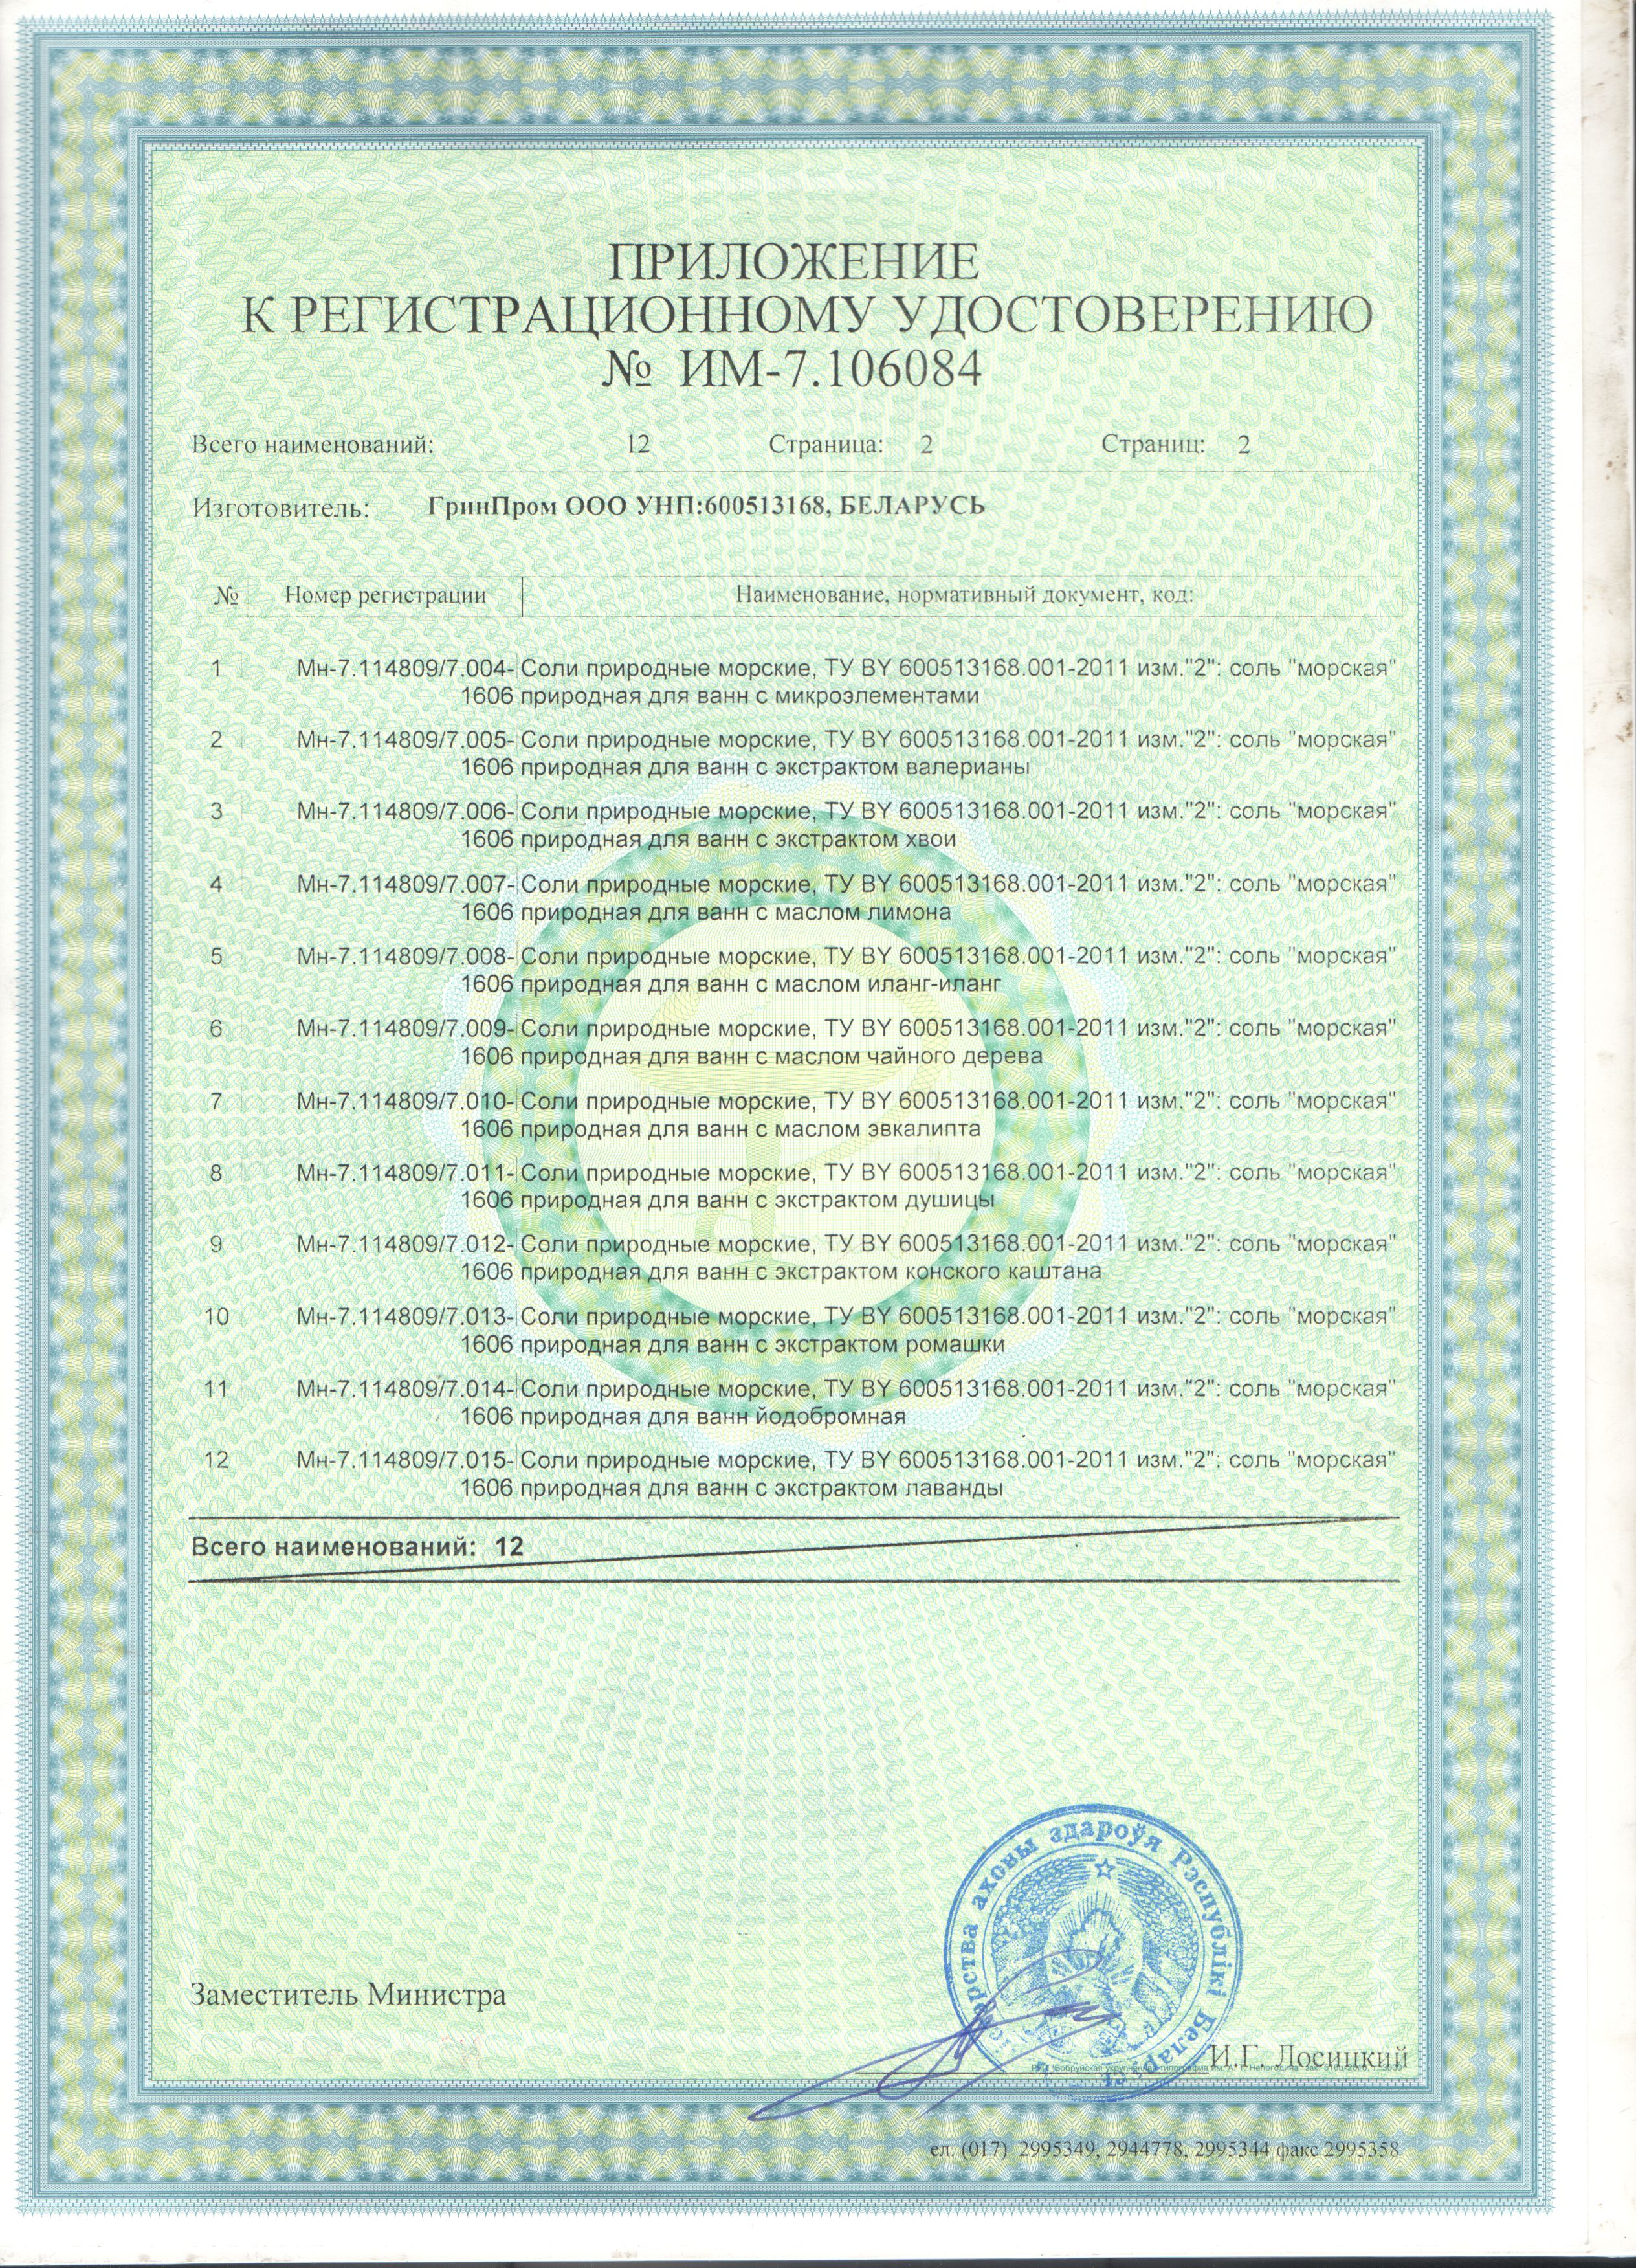 ПРИЛОЖЕНИЕ
К РЕГИСТРАЦИОННОМУ УДОСТОВЕРЕНИЮ
№ ИМ-7.106084
Всего наименований: 12 Страница: 2 Страниц: 2
Изготовитель: ГринПром ООО УНП:600513168, БЕЛАРУСЬ
№ Номер регистрации Наименование, нормативный документ, код:
1 Мн-7.114809/7.004- Соли природные морские, ТУ BY 600513168.001-2011 изм."2": соль "морская"
1606 природная для ванн с микроэлементами
2 Мн-7.114809/7.005- Соли природные морские, ТУ BY 600513168.001-2011 изм."2": соль "морская"
1606 природная для ванн с экстрактом валерианы
3 Мн-7.114809/7.006- Соли природные морские, ТУ BY 600513168.001-2011 изм."2": соль "морская"
1606 природная для ванн с экстрактом хвои
4 Мн-7.114809/7.007- Соли природные морские, ТУ BY 600513168.001-2011 изм."2": соль "морская"
1606 природная для ванн с маслом лимона
5 Мн-7.114809/7.008- Соли природные морские, ТУ BY 600513168.001-2011 изм."2": соль "морская"
1606 природная для ванн с маслом иланг-иланг
6 Мн-7.114809/7.009- Соли природные морские, ТУ BY 600513168.001-2011 изм."2": соль "морская"
1606 природная для ванн с маслом чайного дерева
7 Мн-7.114809/7.010- Соли природные морские, ТУ BY 600513168.001-2011 изм."2": соль "морская"
1606 природная для ванн с маслом эвкалипта
8 Мн-7.114809/7.011- Соли природные морские, ТУ BY 600513168.001-2011 изм."2": соль "морская"
1606 природная для ванн с экстрактом душицы
9 Мн-7.114809/7.012- Соли природные морские, ТУ BY 600513168.001-2011 изм."2": соль "морская"
1606 природная для ванн с экстрактом конского каштана
10 Мн-7.114809/7.013- Соли природные морские, ТУ BY 600513168.001-2011 изм."2": соль "морская"
1606 природная для ванн с экстрактом ромашки
11 Мн-7.114809/7.014- Соли природные морские, ТУ BY 600513168.001-2011 изм."2": соль "морская"
1606 природная для ванн йодобромная
12 Мн-7.114809/7.015- Соли природные морские, ТУ BY 600513168.001-2011 изм."2": соль "морская"
1606 природная для ванн с экстрактом лаванды
Всего наименований: 12
аховы здароўя Рэспублікі
Заместитель Министра
И.Г. Лосицкий
ел. (017) 2995349, 2944778, 2995344 факс 2995358